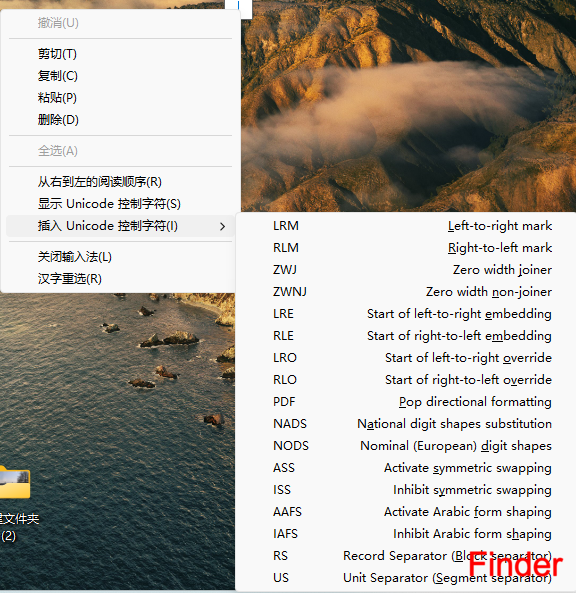 撤消(U)
剪切(T)
复制(C)
粘贴(P)
删除(D)
全选(A)
从右到左的阅读顺序(R)
显示 Unicode 控制字符(S)
插入 Unicode 控制字符(I)
关闭输入法(L)
汉字重选(R)
LRM Left-to-right mark
RLM Right-to-left mark
ZWJ Zero width joiner
ZWNJ Zero width non-joiner
LRE Start of left-to-right embedding
RLE Start of right-to-left embedding
LRO Start of left-to-right override
RLO Start of right-to-left override
PDF Pop directional formatting
NADS National digit shapes substitution
NODS Nominal (European) digit shapes
ASS Activate symmetric swapping
ISS Inhibit symmetric swapping
AAFS Activate Arabic form shaping
IAFS Inhibit Arabic form shaping
RS Record Separator (Block separator)
US Unit Separator (Segment separator)
文件夹
(2)
Finder